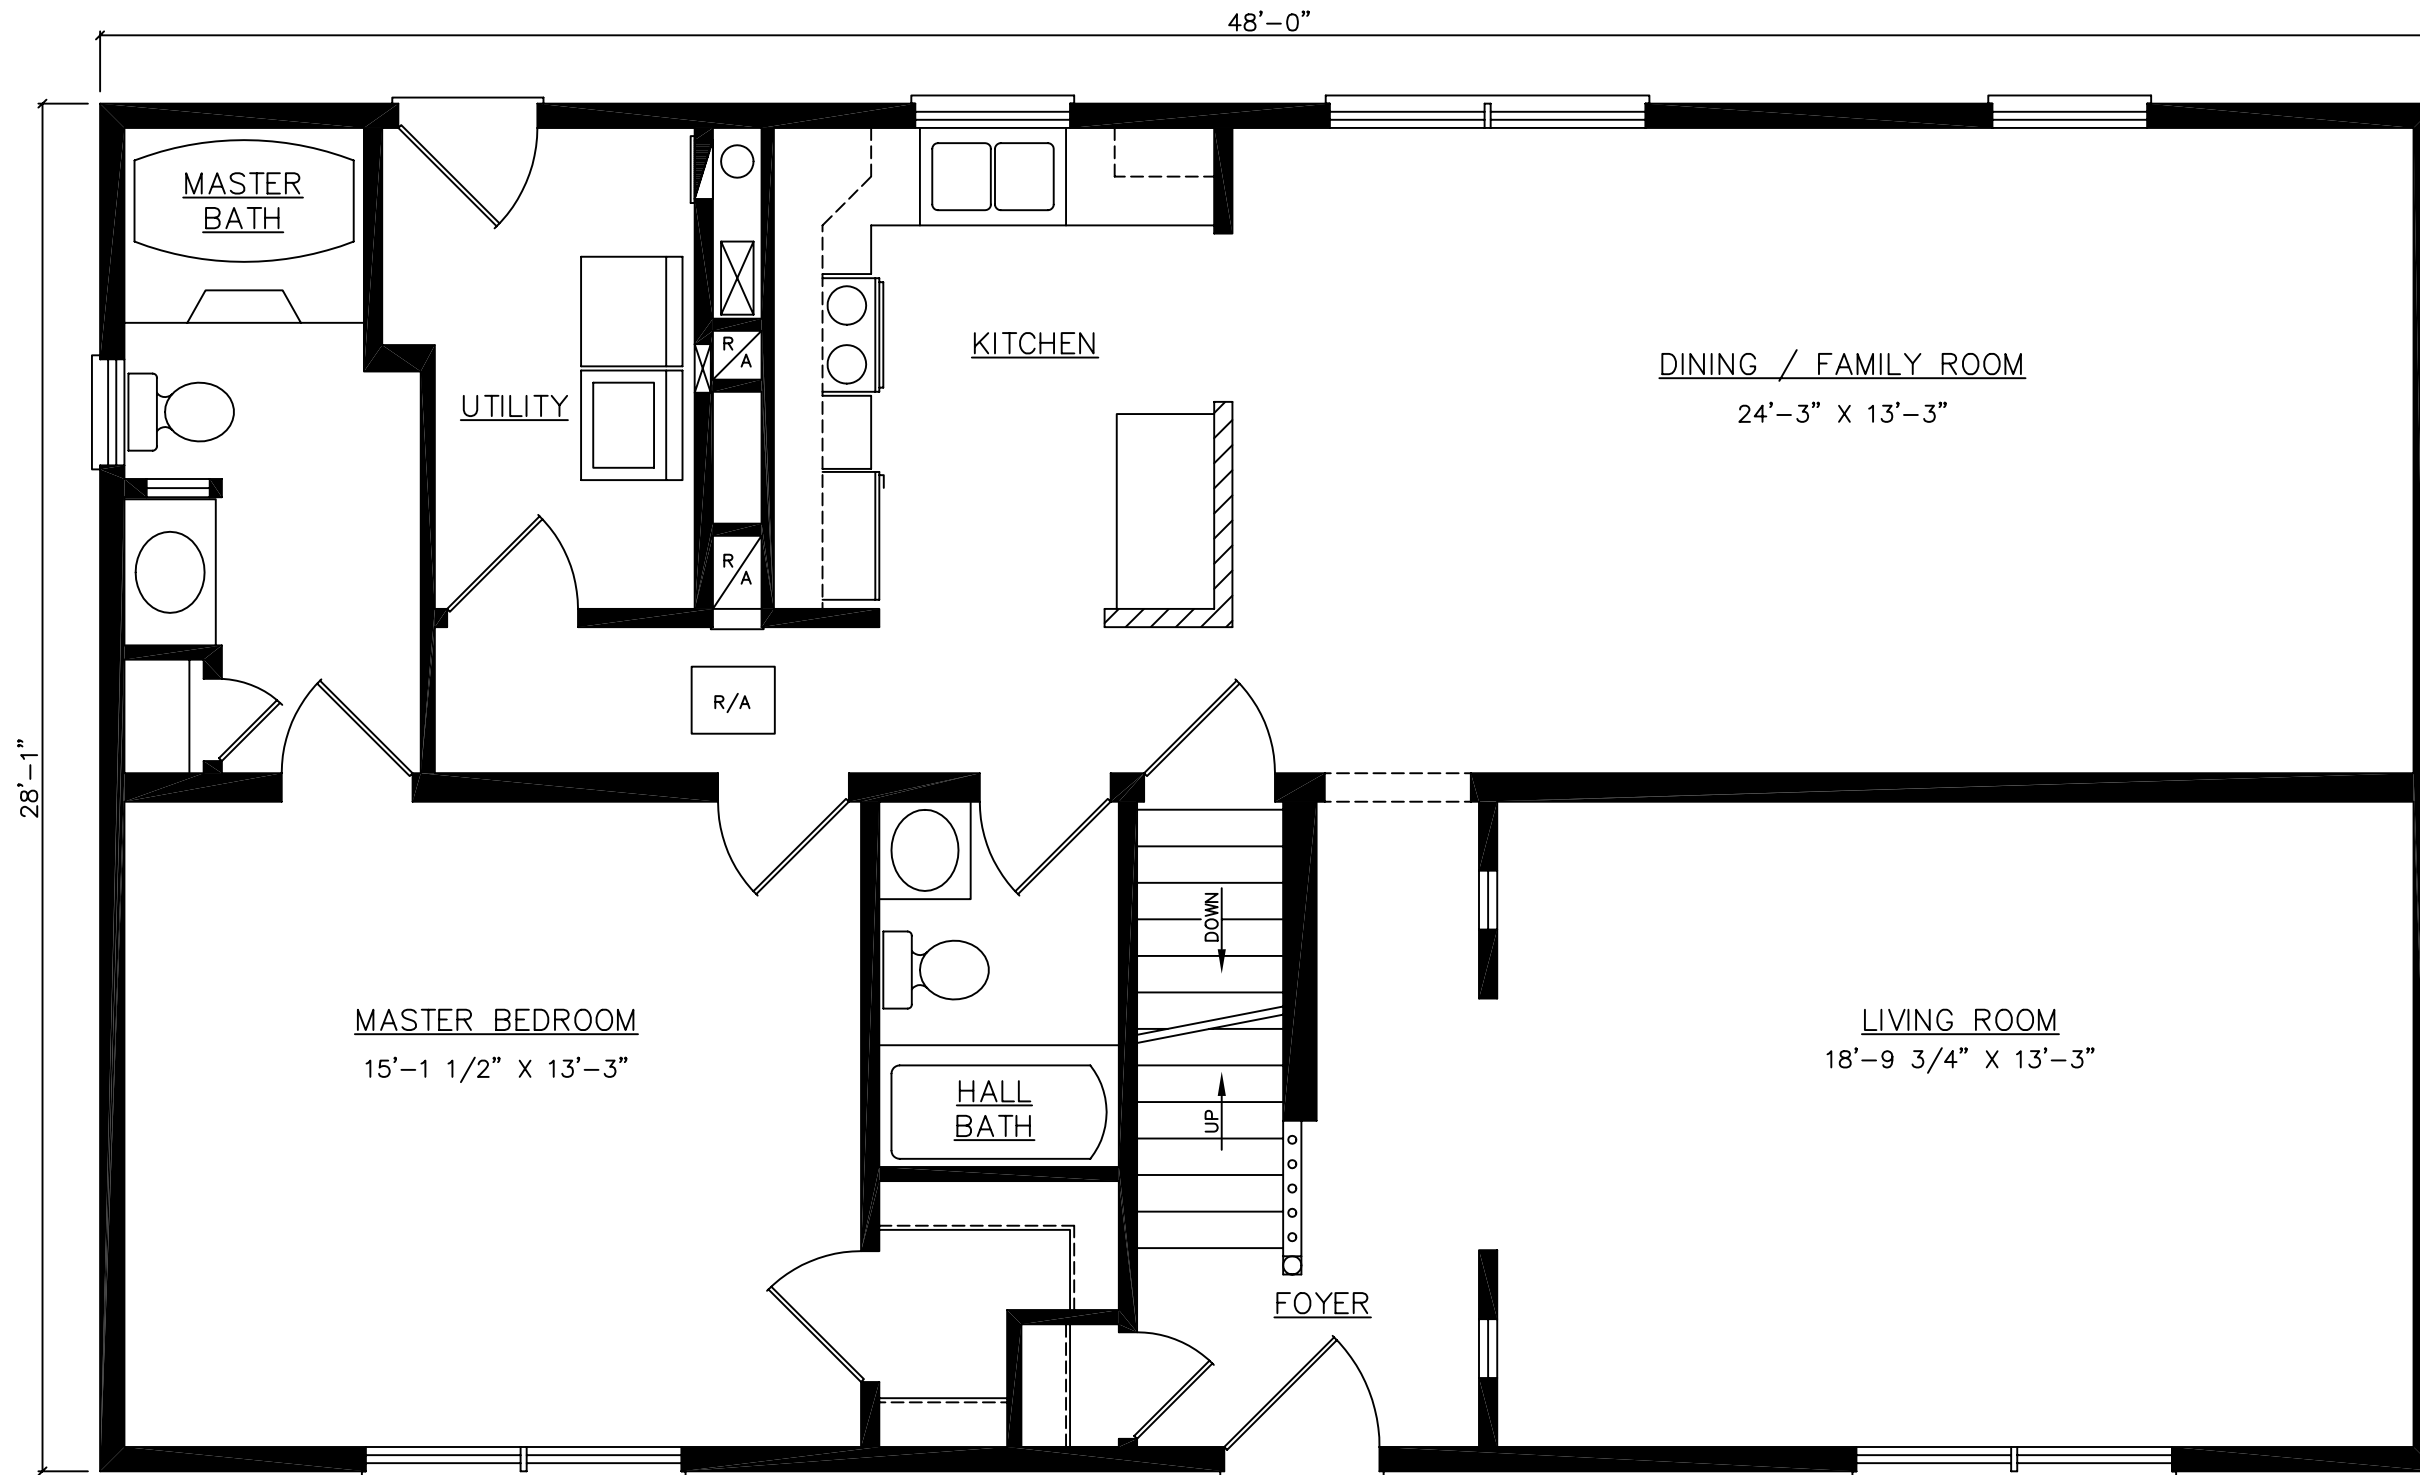 48'-0"
MASTER
BATH
KITCHEN
R
A
DINING / FAMILY ROOM
24'-3" X 13'-3"
UTILITY
R
A
R/A
28'-1"
DOWN
MASTER BEDROOM
15'-1 1/2" X 13'-3"
LIVING ROOM
18'-9 3/4" X 13'-3"
HALL
BATH
UP
FOYER